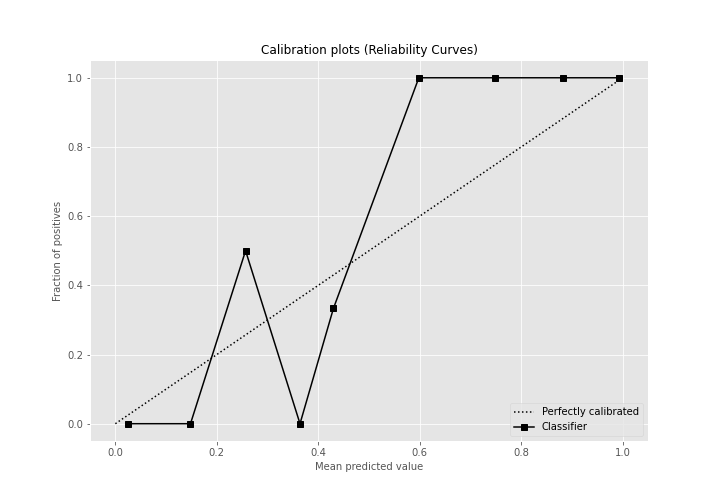 Calibration plots (Reliability Curves)
1.0
0.8
0.6
0.4
0.2
0.0
Fraction of positives
0.0 0.2 0.4 0.6 0.8 1.0
Mean predicted value
Perfectly calibrated
Classifier